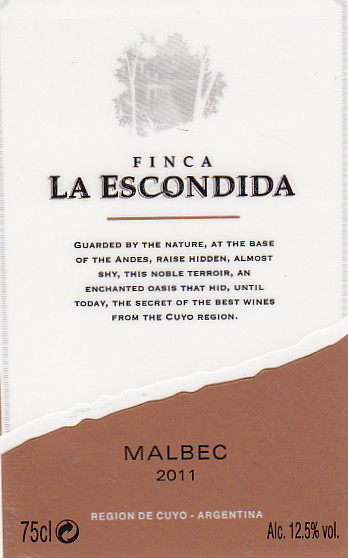 FINCA
LA ESCONDIDA
GUARDED BY THE NATURE, AT THE BASE
OF THE ANDES, RAISE HIDDEN, ALMOST
SHY, THIS NOBLE TERROIR, AN
ENCHANTED OASIS THAT HID, UNTIL
TODAY, THE SECRET OF THE BEST WINES
FROM THE CUYO REGION.
MALBEC
2011
REGION DE CUYO - ARGENTINA
75cl Alc. 12.5% vol.